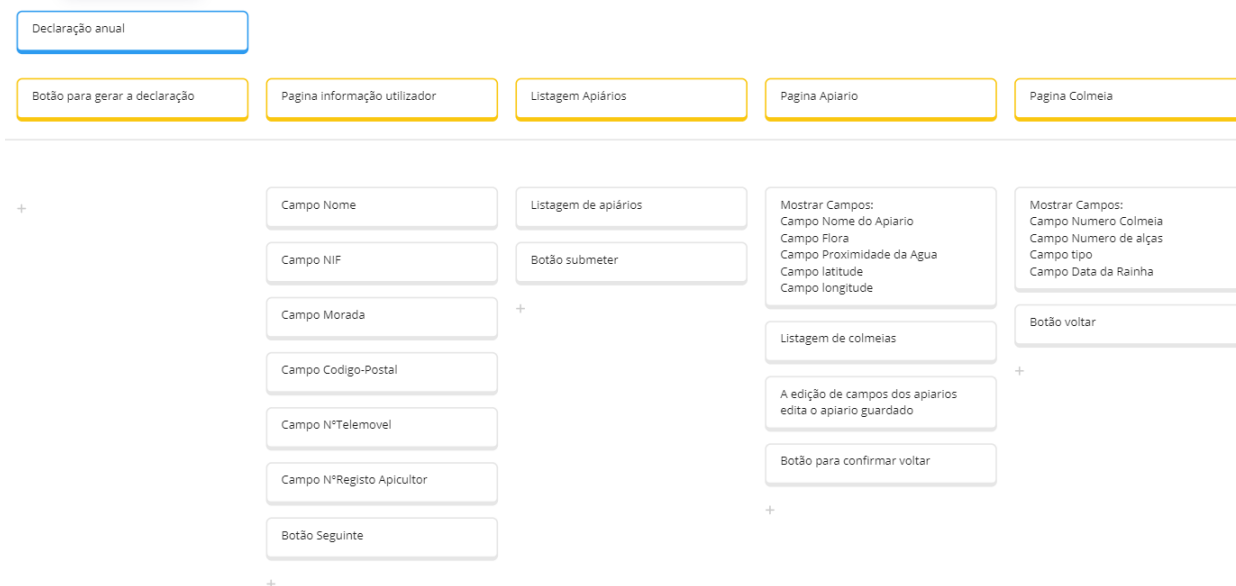 Declaração anual
Botão para gerar a declaração
Pagina informação utilizador
Listagem Apiários
Pagina Apiario
Pagina Colmeia
Campo Nome
Campo NIF
Campo Morada
Campo Codigo-Postal
Campo NºTelemovel
Campo NºRegisto Apicultor
Botão Seguinte
Listagem de apiários
Botão submeter
Mostrar Campos:
Campo Nome do Apiario
Campo Flora
Campo Proximidade da Agua
Campo latitude
Campo longitude
Listagem de colmeias
A edição de campos dos apiarios
edita o apiario guardado
Botão para confirmar voltar
Mostrar Campos:
Campo Numero Colmeia
Campo Numero de alças
Campo tipo
Campo Data da Rainha
Botão voltar